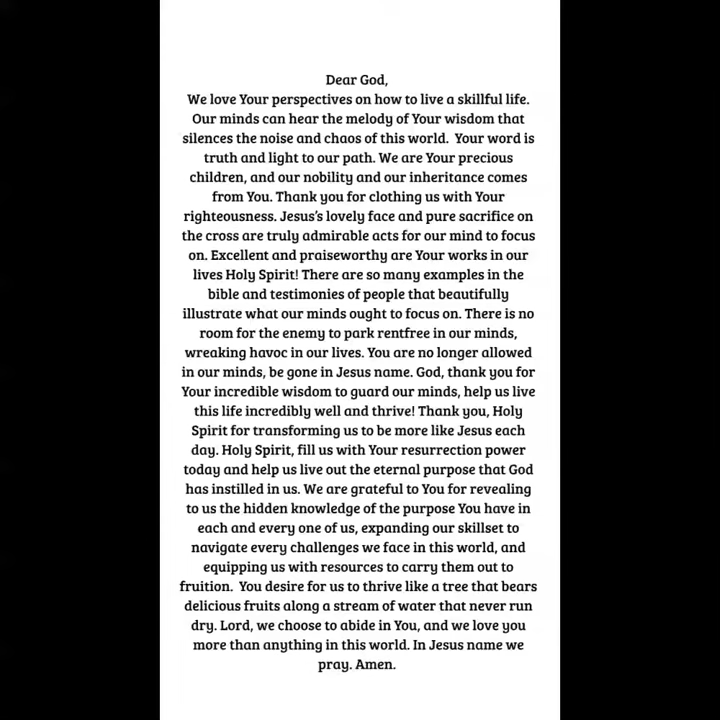 Dear God,
We love Your perspectives on how to live a skillful life.
Our minds can hear the melody of Your wisdom that
silences the noise and chaos of this world.  Your word is
truth and light to our path. We are Your precious
children, and our nobility and our inheritance comes
from You. Thank you for clothing us with Your
righteousness. Jesus's lovely face and pure sacrifice on
the cross are truly admirable acts for our mind to focus
on. Excellent and praiseworthy are Your works in our
lives Holy Spirit! There are so many examples in the
bible and testimonies of people that beautifully
illustrate what our minds ought to focus on. There is no
room for the enemy to park rentfree in our minds,
wreaking havoc in our lives. You are no longer allowed
in our minds, be gone in Jesus name. God, thank you for
Your incredible wisdom to guard our minds, help us live
this life incredibly well and thrive! Thank you, Holy
Spirit for transforming us to be more like Jesus each
day. Holy Spirit, fill us with Your resurrection power
today and help us live out the eternal purpose that God
has instilled in us. We are grateful to You for revealing
to us the hidden knowledge of the purpose You have in
each and every one of us, expanding our skillset to
navigate every challenges we face in this world, and
equipping us with resources to carry them out to
fruition.  You desire for us to thrive like a tree that bears
delicious fruits along a stream of water that never run
dry. Lord, we choose to abide in You, and we love you
more than anything in this world. In Jesus name we
pray. Amen.